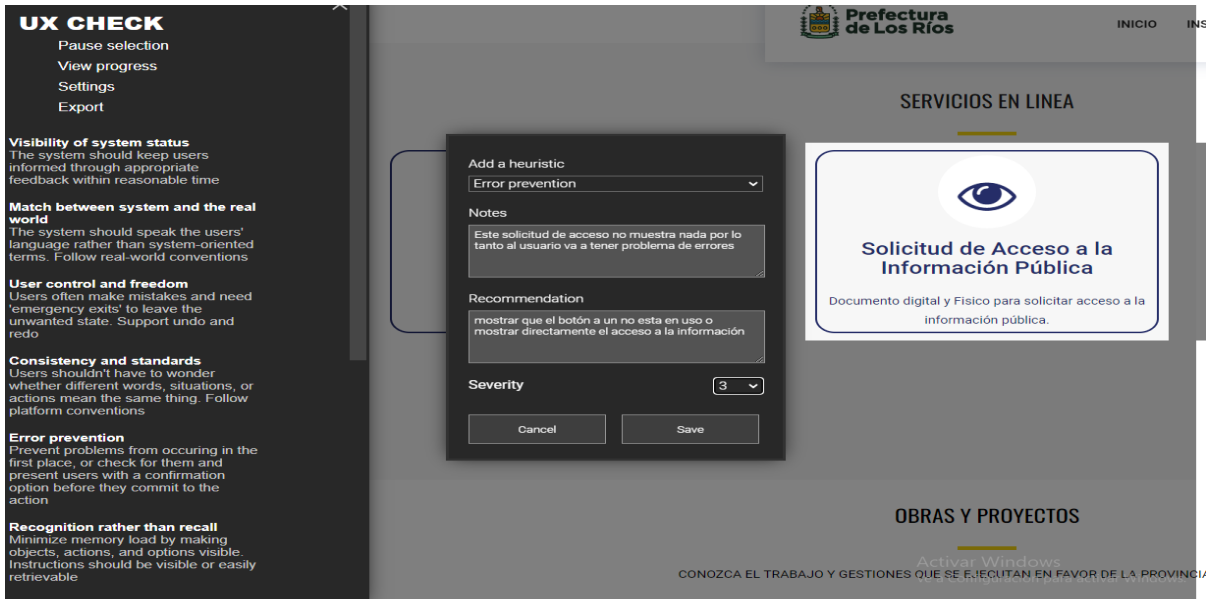 UX CHECK
Pause selection
View progress
Settings
Export
Visibility of system status
The system should keep users
informed through appropriate
feedback within reasonable time
Match between system and the real
world
The system should speak the users'
language rather than system-oriented
terms. Follow real-world conventions
User control and freedom
Users often make mistakes and need
'emergency exits' to leave the
unwanted state. Support undo and
redo
Consistency and standards
Users shouldn't have to wonder
whether different words, situations, or
actions mean the same thing. Follow
platform conventions
Error prevention
Prevent problems from occuring in the
first place, or check for them and
present users with a confirmation
option before they commit to the
action
Recognition rather than recall
Minimize memory load by making
objects, actions, and options visible.
Instructions should be visible or easily
retrievable
Add a heuristic
Error prevention
Notes
Este solicitud de acceso no muestra nada por lo
tanto al usuario va a tener problema de errores
Recommendation
mostrar que el botón a un no esta en uso o
mostrar directamente el acceso a la información
Severity
3
Cancel
Save
Prefectura
de Los Ríos
INICIO
INS
SERVICIOS EN LINEA
Solicitud de Acceso a la
Información Pública
Documento digital y Fisico para solicitar acceso a la
información pública.
OBRAS Y PROYECTOS
CONOZCA EL TRABAJO Y GESTIONES QUE SE EJECUTAN EN FAVOR DE LA PROVINCIA
Activar Windows
Ve a Configuración para activar Windows.